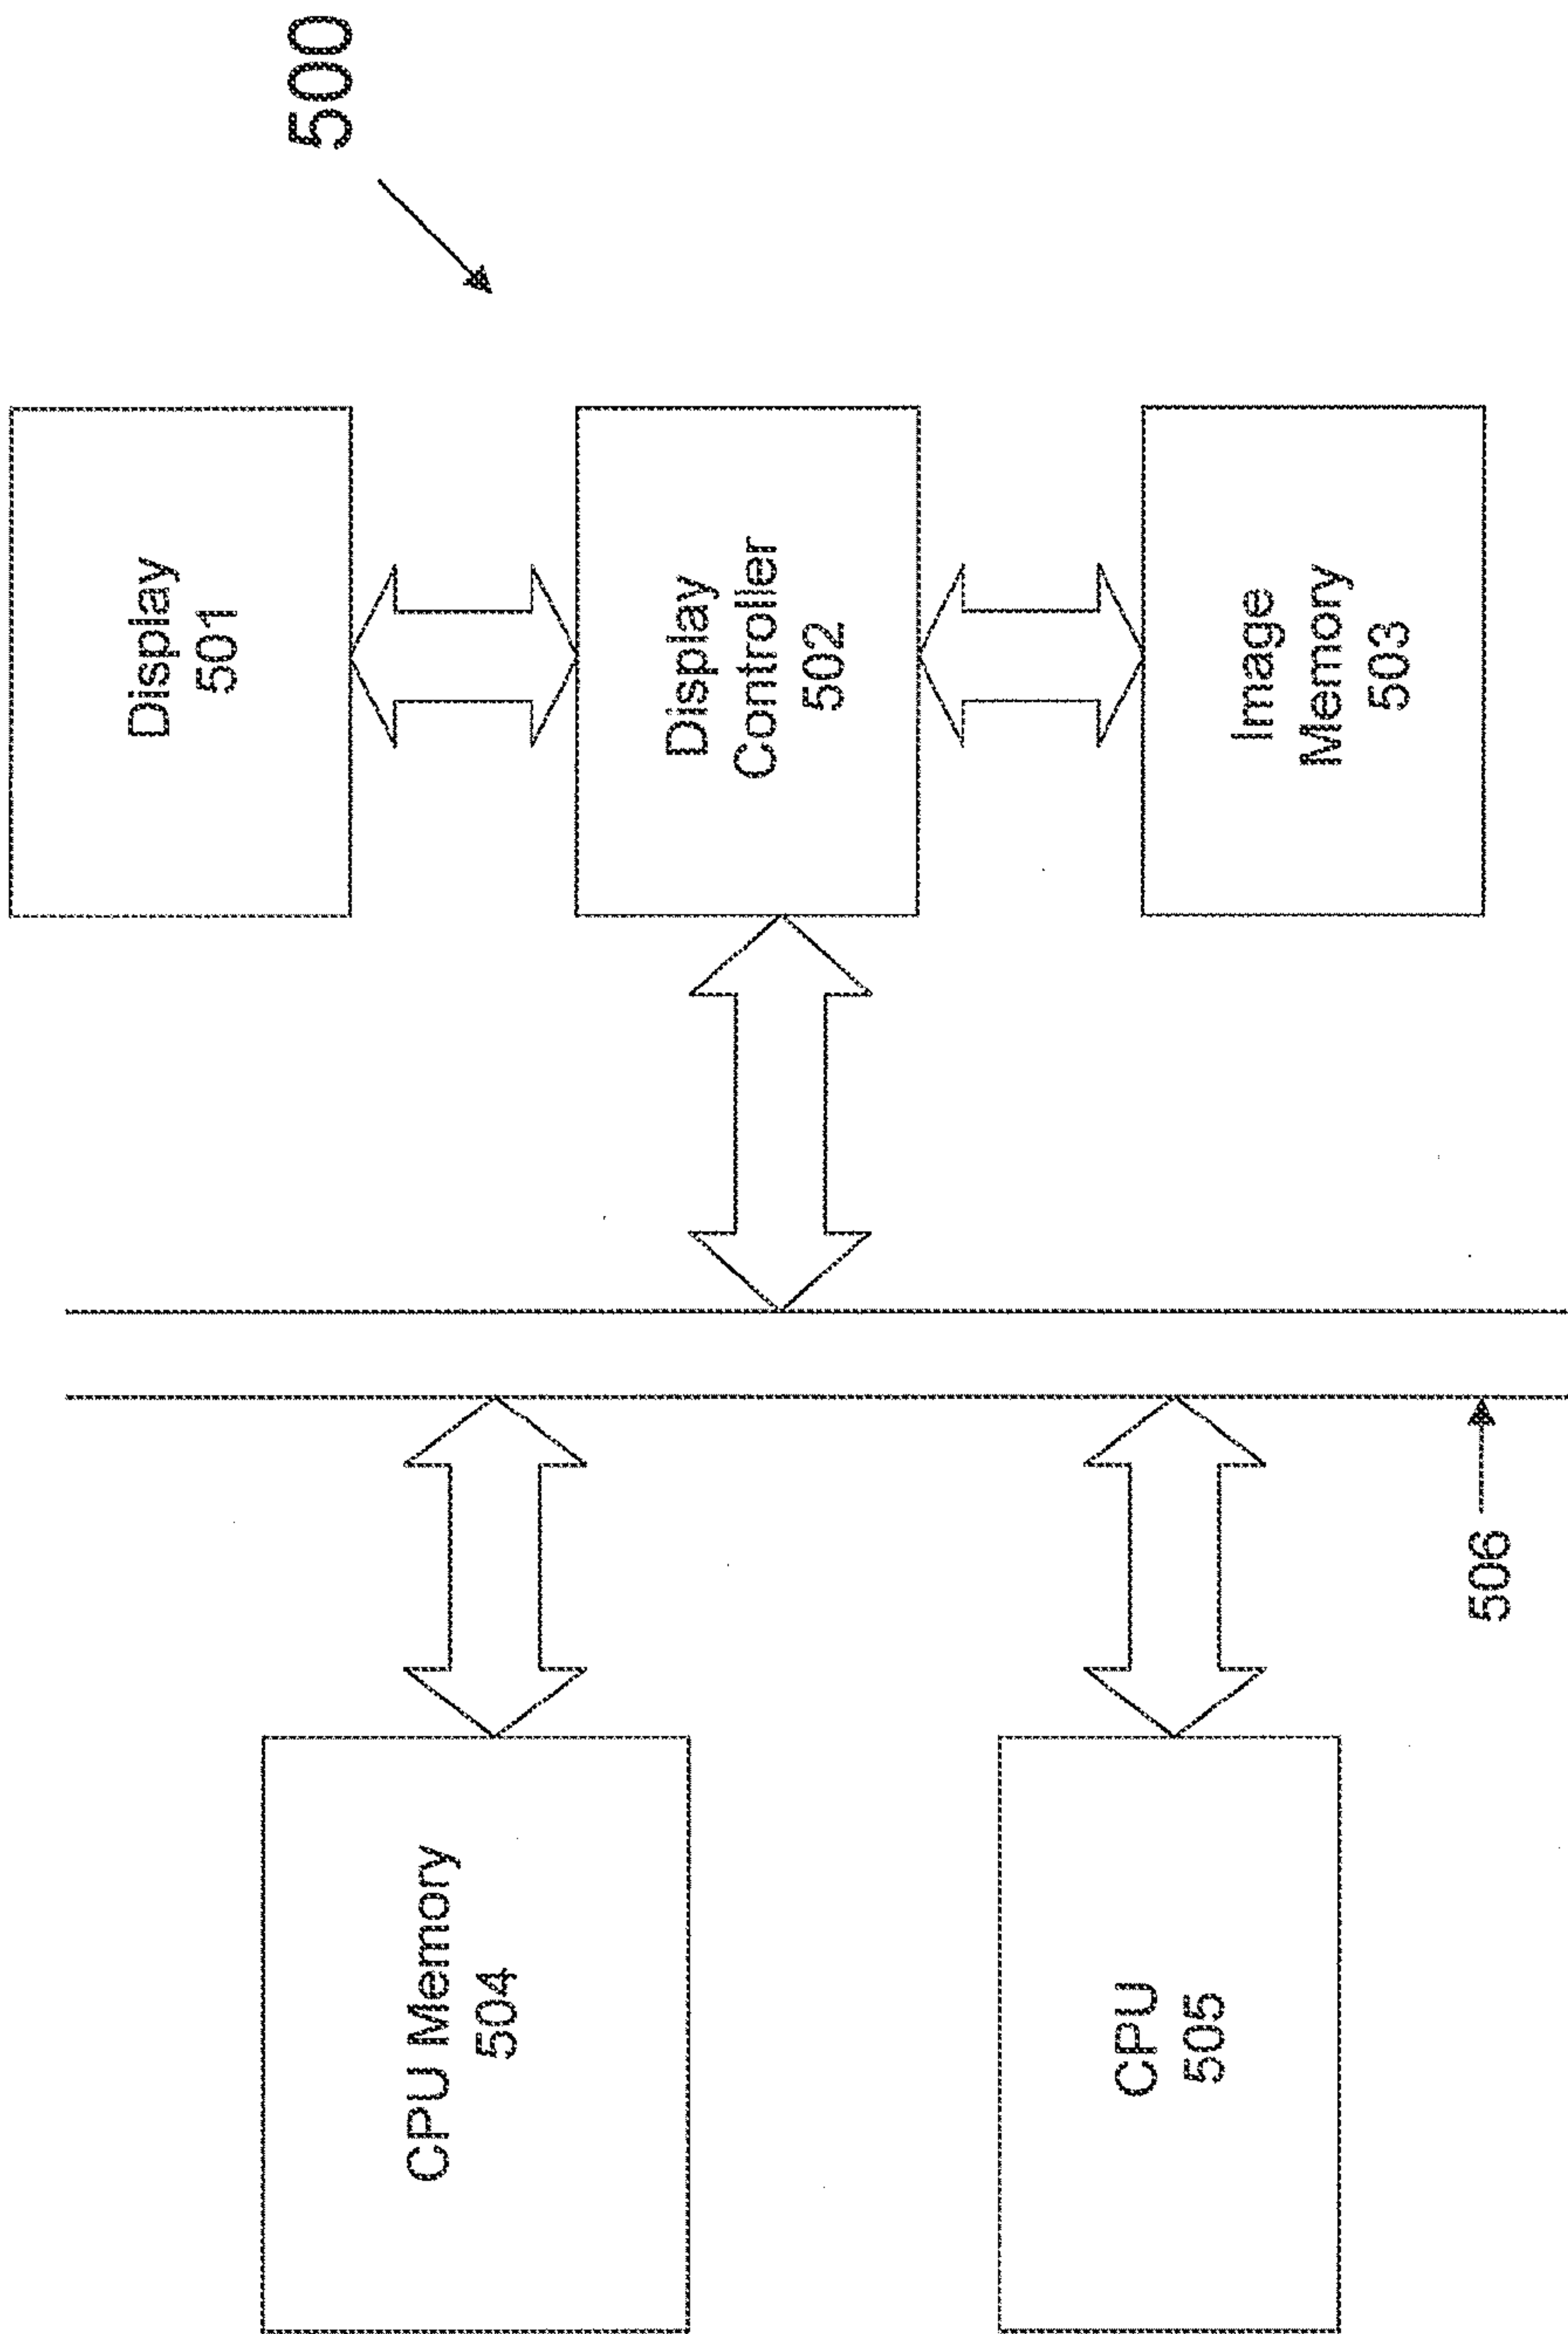 500
Display
501
Display
Controller
502
Image
Memory
503
CPU Memory
504
CPU
505
506